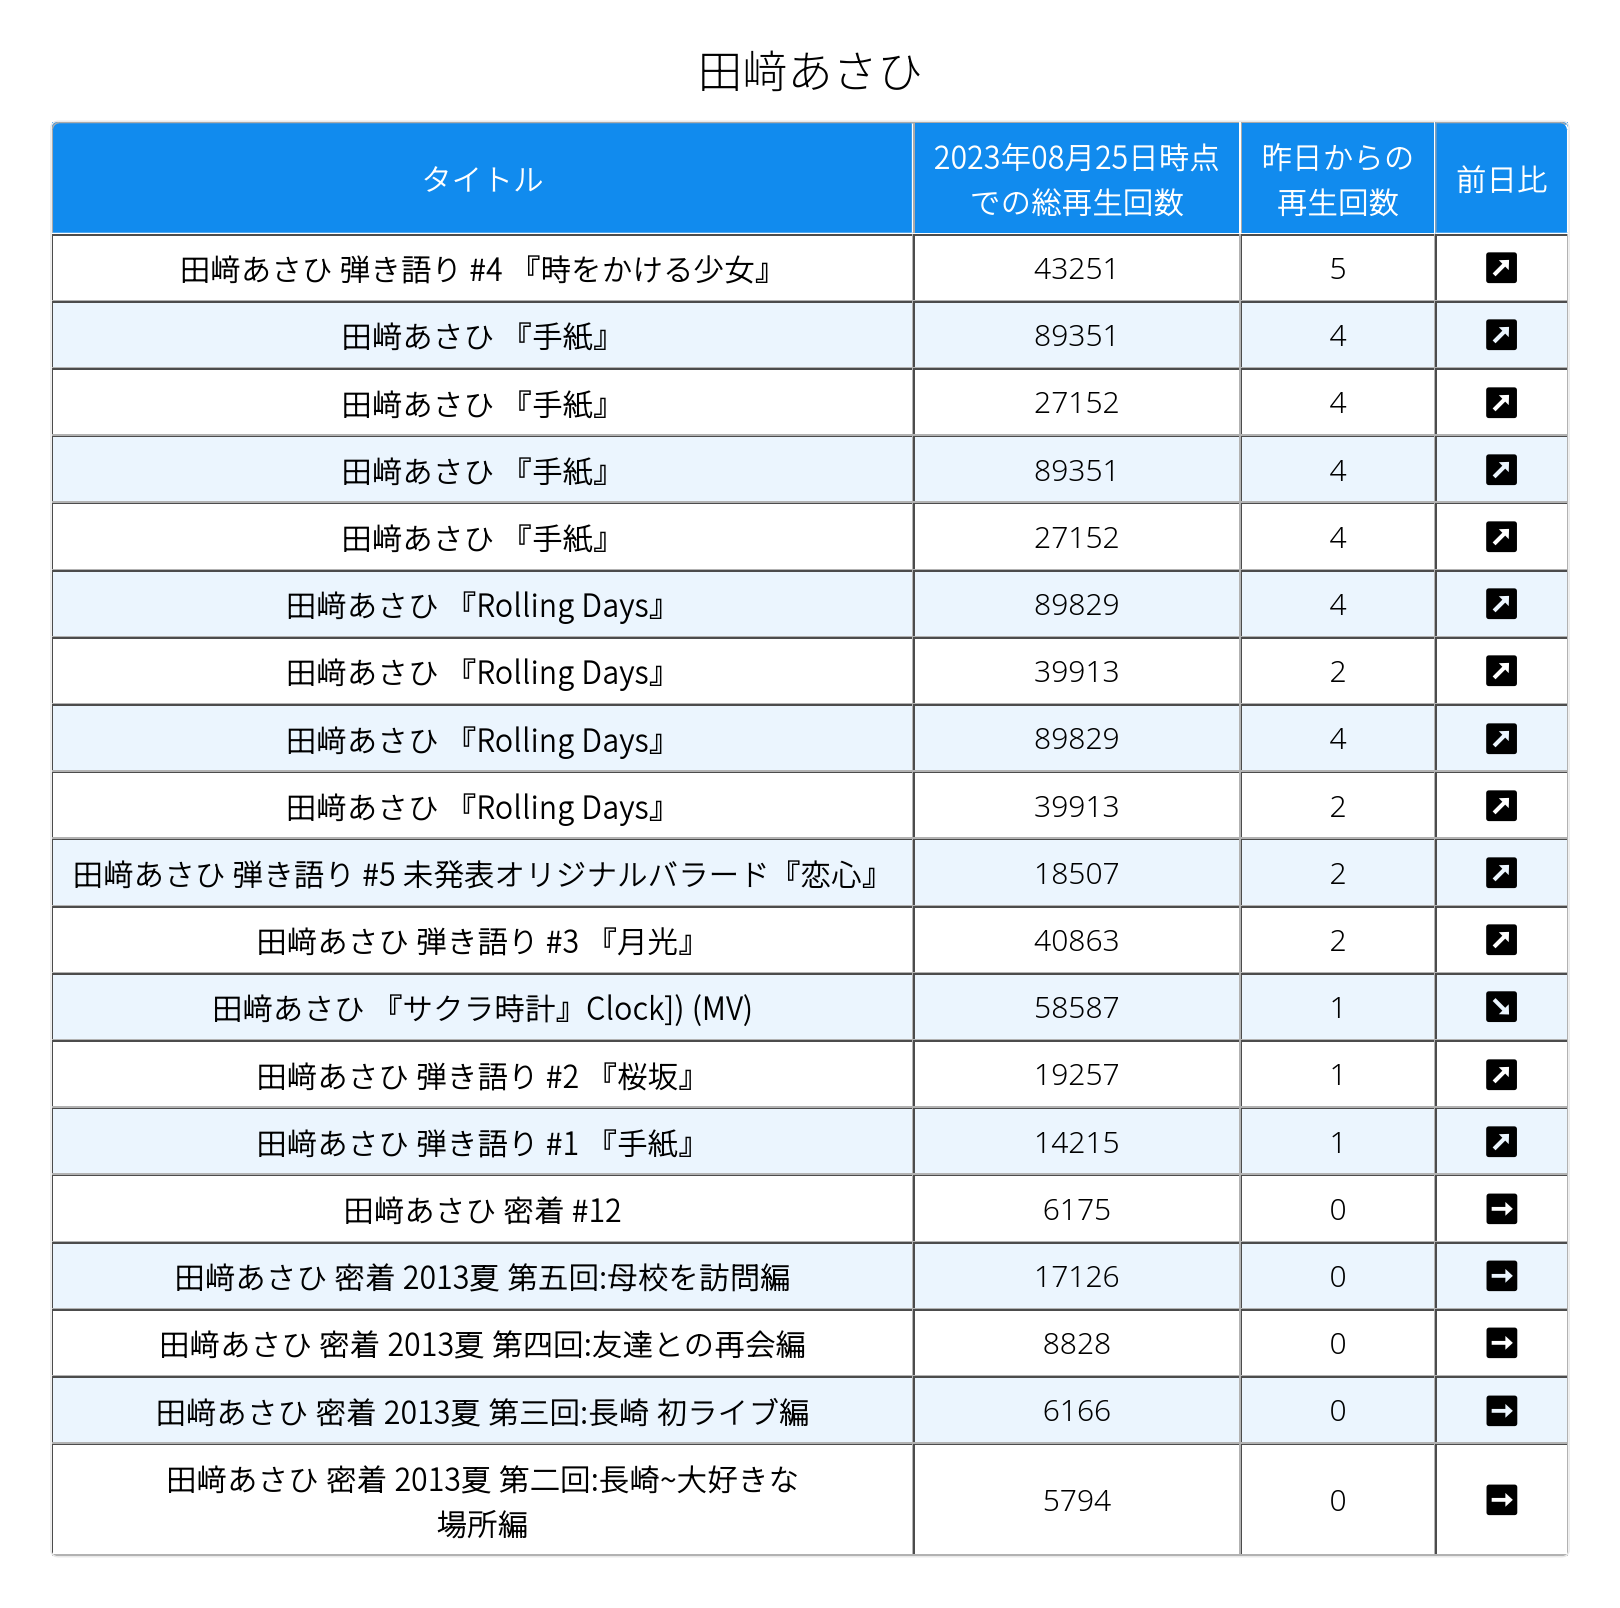 田﨑あさひ
タイトル 2023年08月25日時点での総再生回数 昨日からの再生回数 前日比
田﨑あさひ 弾き語り #4 『時をかける少女』 43251 5
田﨑あさひ 『手紙』 89351 4
田﨑あさひ 『手紙』 27152 4
田﨑あさひ 『手紙』 89351 4
田﨑あさひ 『手紙』 27152 4
田﨑あさひ 『Rolling Days』 89829 4
田﨑あさひ 『Rolling Days』 39913 2
田﨑あさひ 『Rolling Days』 89829 4
田﨑あさひ 『Rolling Days』 39913 2
田﨑あさひ 弾き語り #5 未発表オリジナルバラード『恋心』 18507 2
田﨑あさひ 弾き語り #3 『月光』 40863 2
田﨑あさひ 『サクラ時計』Clock]) (MV) 58587 1
田﨑あさひ 弾き語り #2 『桜坂』 19257 1
田﨑あさひ 弾き語り #1 『手紙』 14215 1
田﨑あさひ 密着 #12 6175 0
田﨑あさひ 密着 2013夏 第五回:母校を訪問編 17126 0
田﨑あさひ 密着 2013夏 第四回:友達との再会編 8828 0
田﨑あさひ 密着 2013夏 第三回:長崎 初ライブ編 6166 0
田﨑あさひ 密着 2013夏 第二回:長崎~大好きな
場所編 5794 0